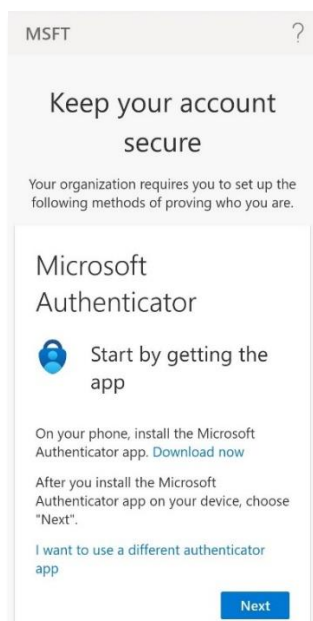 MSFT ?
Keep your account
secure
Your organization requires you to set up the
following methods of proving who you are.
Microsoft
Authenticator
Start by getting the
app
On your phone, install the Microsoft
Authenticator app. Download now
After you install the Microsoft
Authenticator app on your device, choose
"Next".
I want to use a different authenticator
app
Next